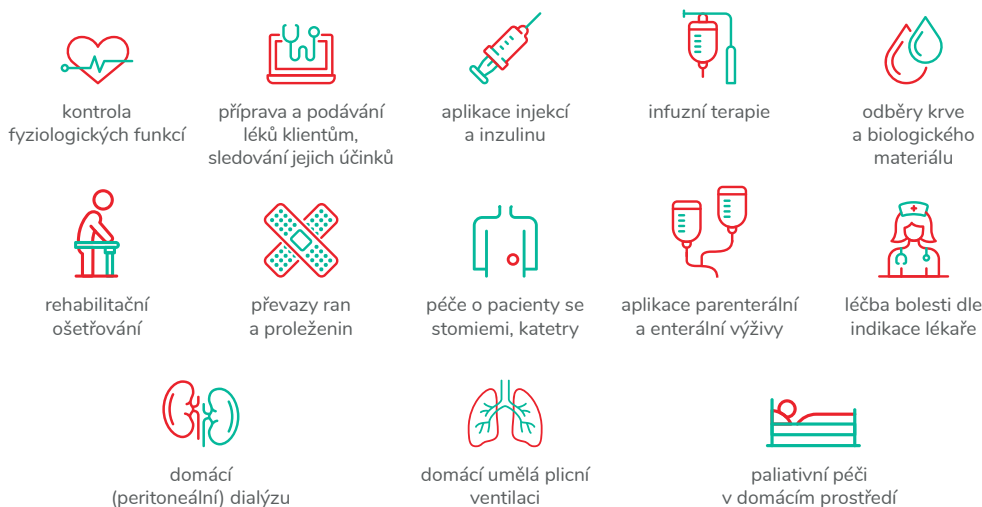 kontrola
fyziologických funkcí
příprava a podávání
léků klientům,
sledování jejich účinků
aplikace injekcí
a inzulinu
infuzní terapie
odběry krve
a biologického
materiálu
rehabilitační
ošetřování
převazy ran
a proleženin
péče o pacienty se
stomiemi, katetry
aplikace parenterální
a enterální výživy
léčba bolesti dle
indikace lékaře
domácí
(peritoneální) dialýzu
domácí umělá plicní
ventilaci
paliativní péči
v domácím prostředí